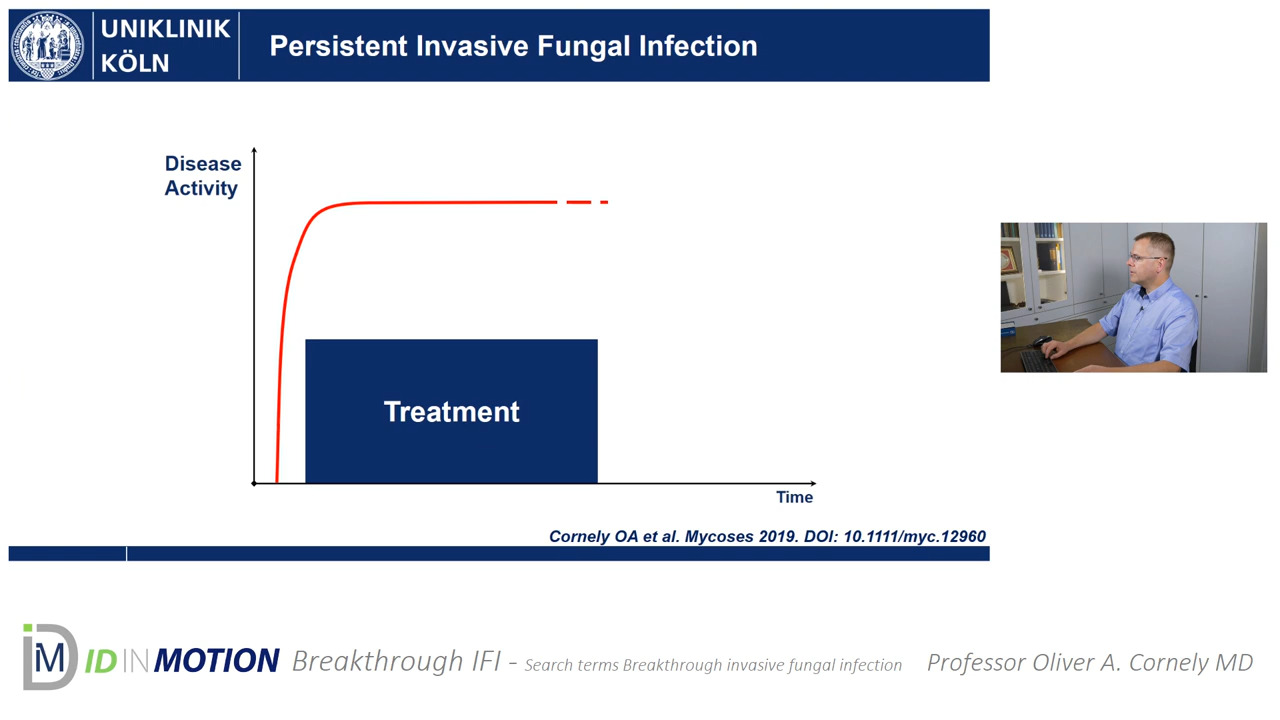 UNIKLINIK
KÖLN
Persistent Invasive Fungal Infection
Disease
Activity
Treatment
Time
Cornely OA et al. Mycoses 2019. DOI: 10.1111/myc.12960
iDM ID IN MOTION Breakthrough IFI - Search terms Breakthrough invasive fungal infection Professor Oliver A. Cornely MD